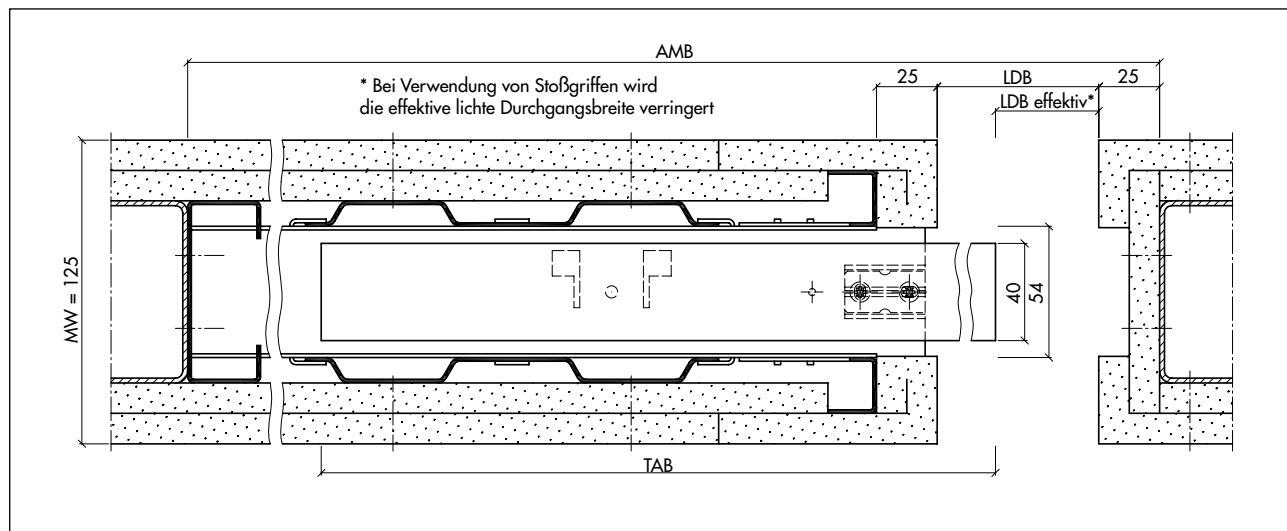 AMB
* Bei Verwendung von Stoßgriffen wird
die effektive lichte Durchgangsbreite verringert
25
LDB
25
LDB effektiv*
MW = 125
40
54
TAB